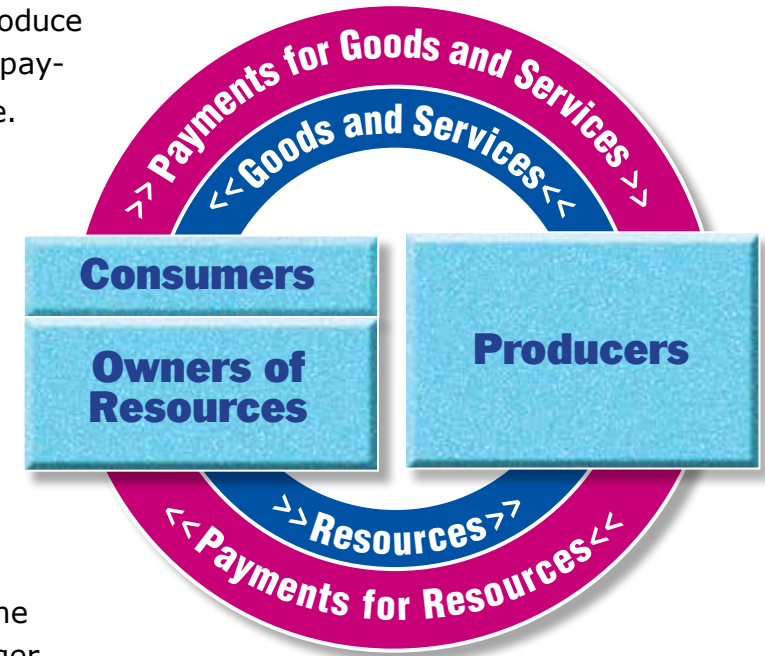 oduce
pay-
e.
>> Payments for Goods and Services >>
<< Goods and Services <<
Consumers
Owners of
Resources
Producers
>> Resources >>
<< Payments for Resources <<
ne
ger